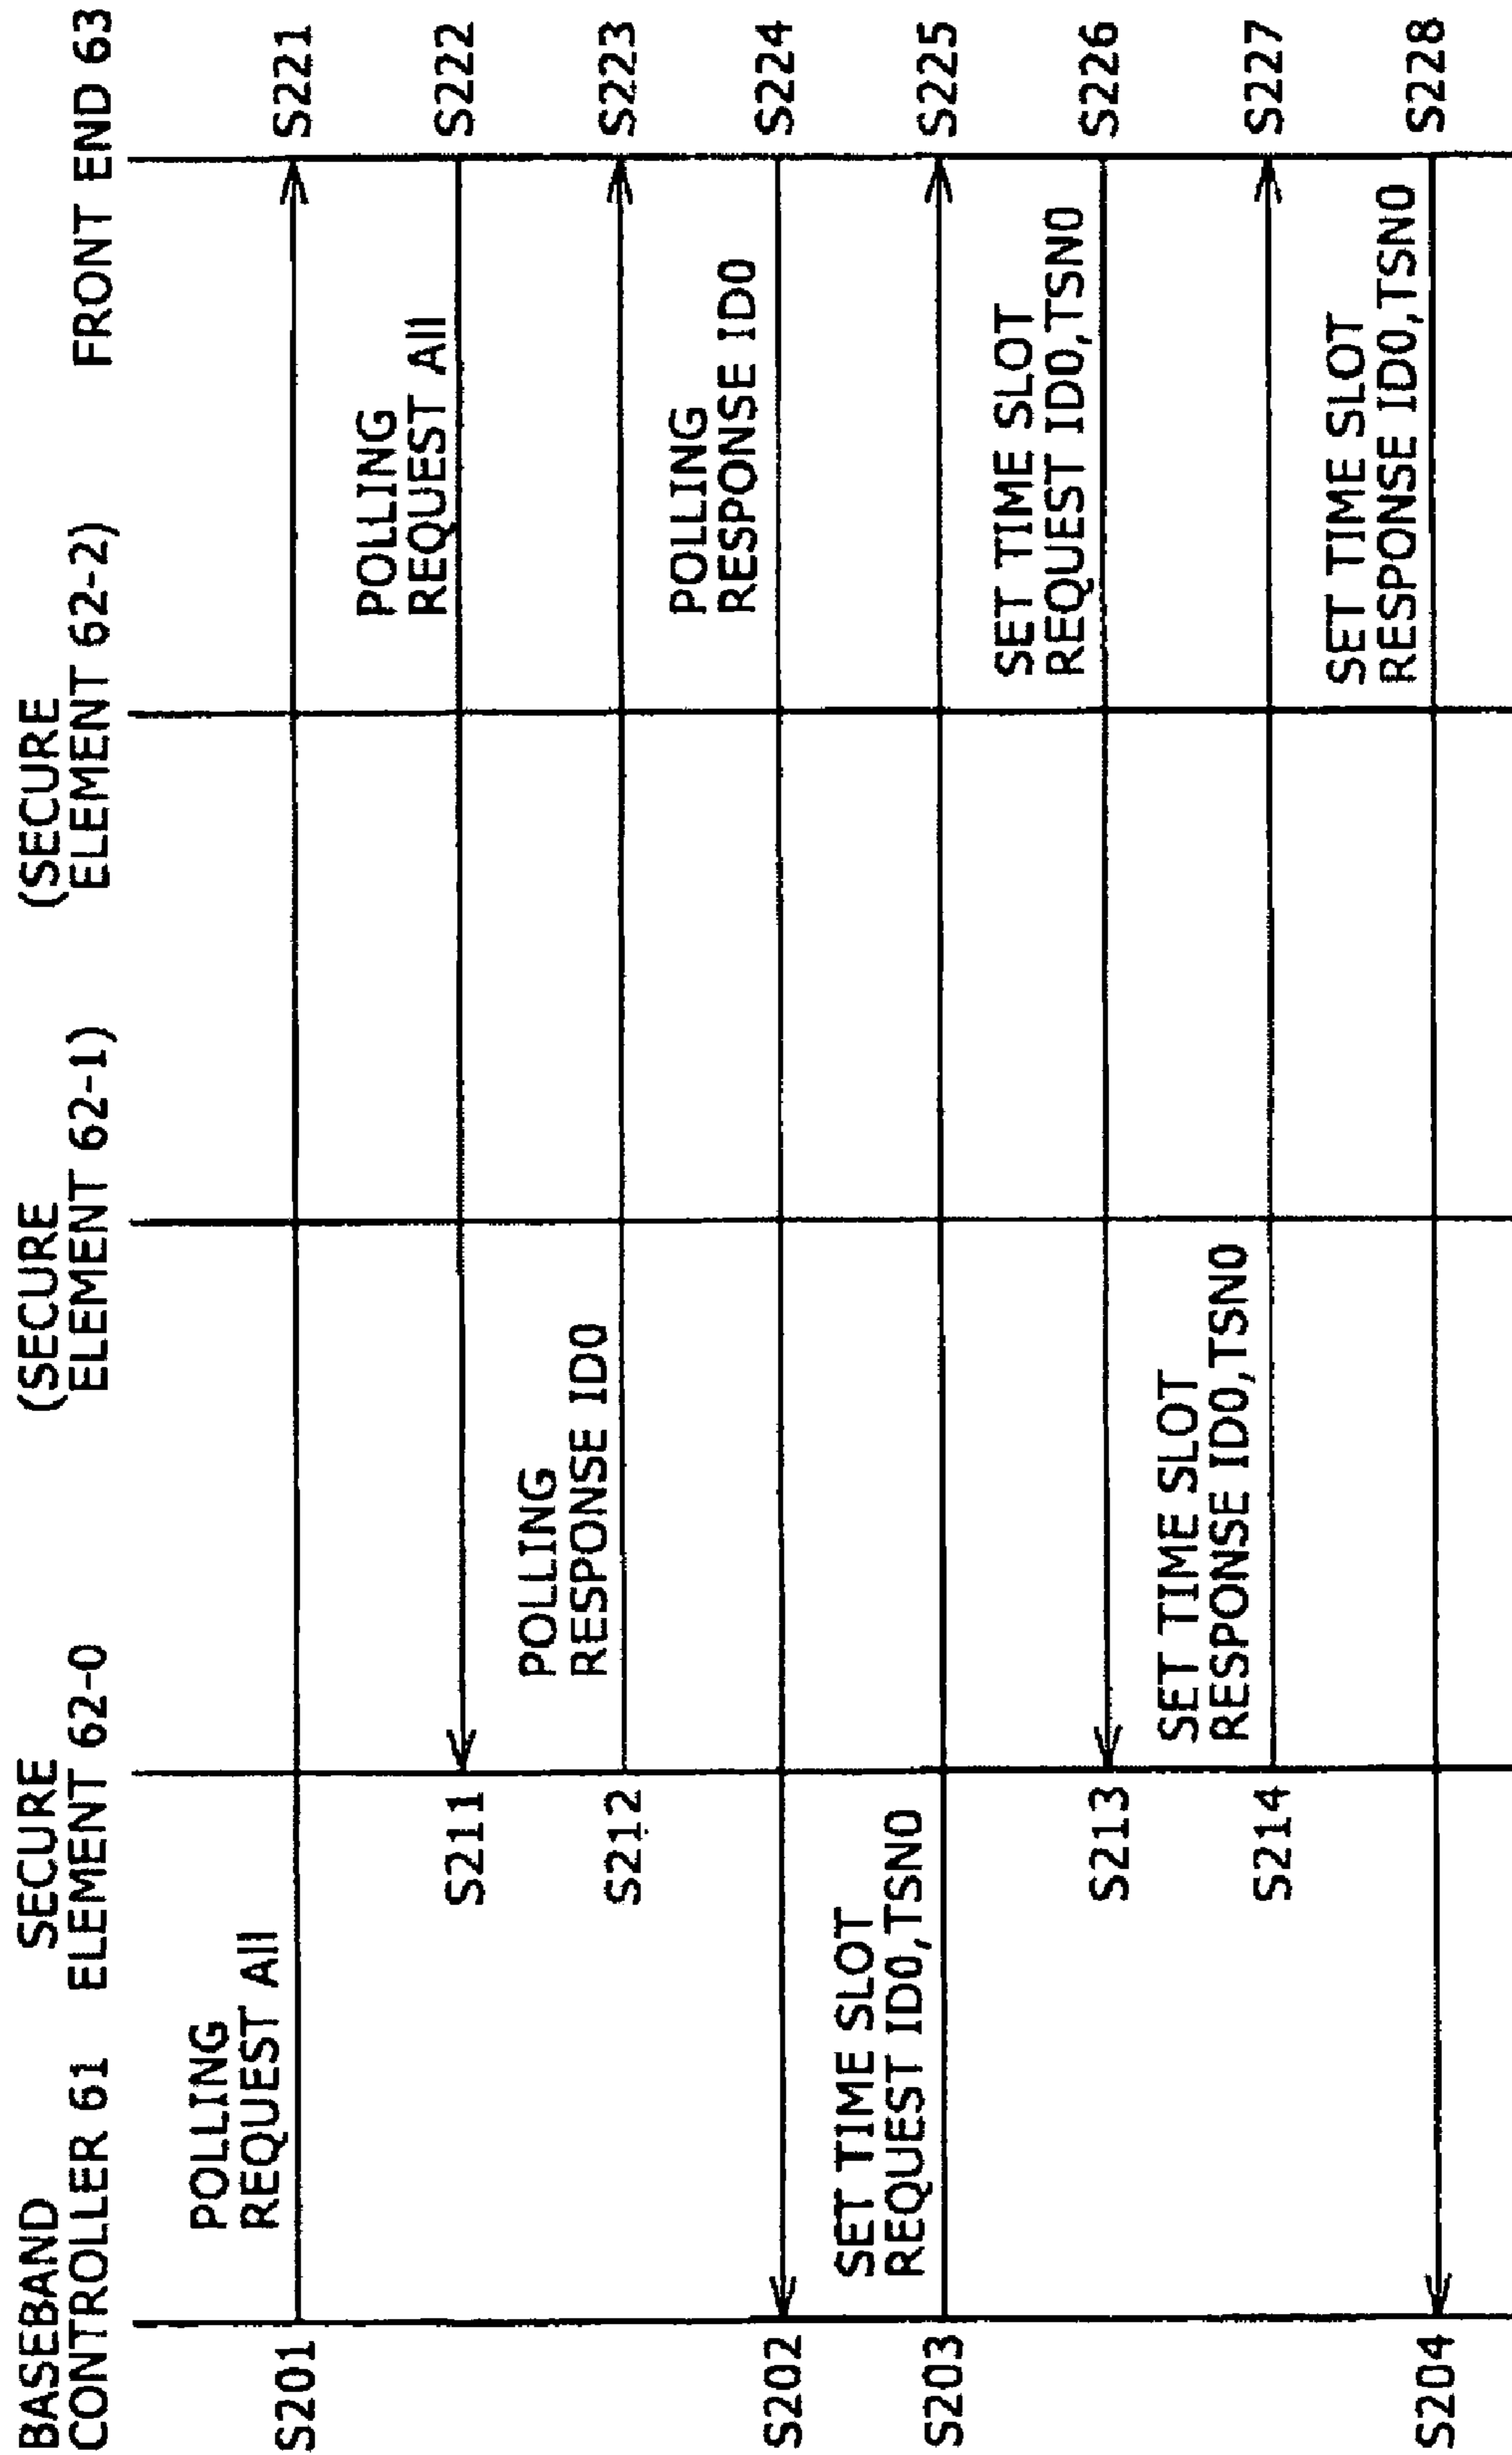 BASEBAND
CONTROLLER 61
SECURE
ELEMENT 62-0
(SECURE
ELEMENT 62-1)
(SECURE
ELEMENT 62-2)
FRONT END 63
S201
POLLING
REQUEST All
S221
S211
POLLING
REQUEST All
S222
S212
POLLING
RESPONSE ID0
S223
S202
POLLING
RESPONSE ID0
S224
S203
SET TIME SLOT
REQUEST ID0,TSN0
S225
S213
SET TIME SLOT
REQUEST ID0,TSN0
S226
S214
SET TIME SLOT
RESPONSE ID0,TSN0
S227
S204
SET TIME SLOT
RESPONSE ID0,TSN0
S228